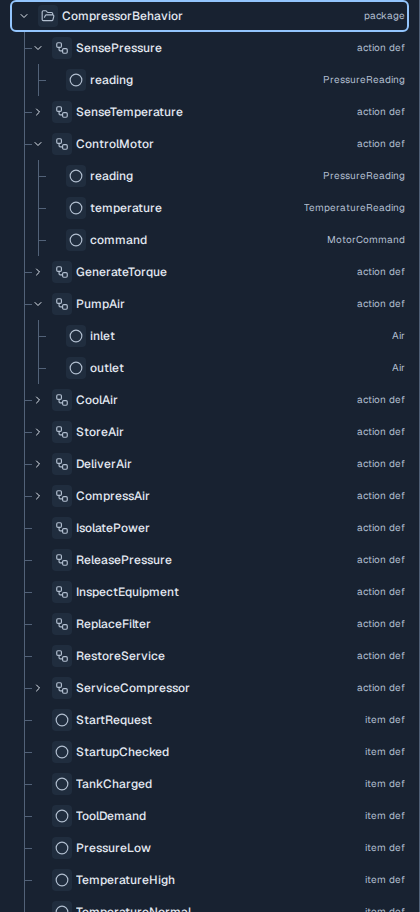 CompressorBehavior package
SensePressure action def
reading PressureReading
SenseTemperature action def
ControlMotor action def
reading PressureReading
temperature TemperatureReading
command MotorCommand
GenerateTorque action def
PumpAir action def
inlet Air
outlet Air
CoolAir action def
StoreAir action def
DeliverAir action def
CompressAir action def
IsolatePower action def
ReleasePressure action def
InspectEquipment action def
ReplaceFilter action def
RestoreService action def
ServiceCompressor action def
StartRequest item def
StartupChecked item def
TankCharged item def
ToolDemand item def
PressureLow item def
TemperatureHigh item def
TemperatureNormal item def